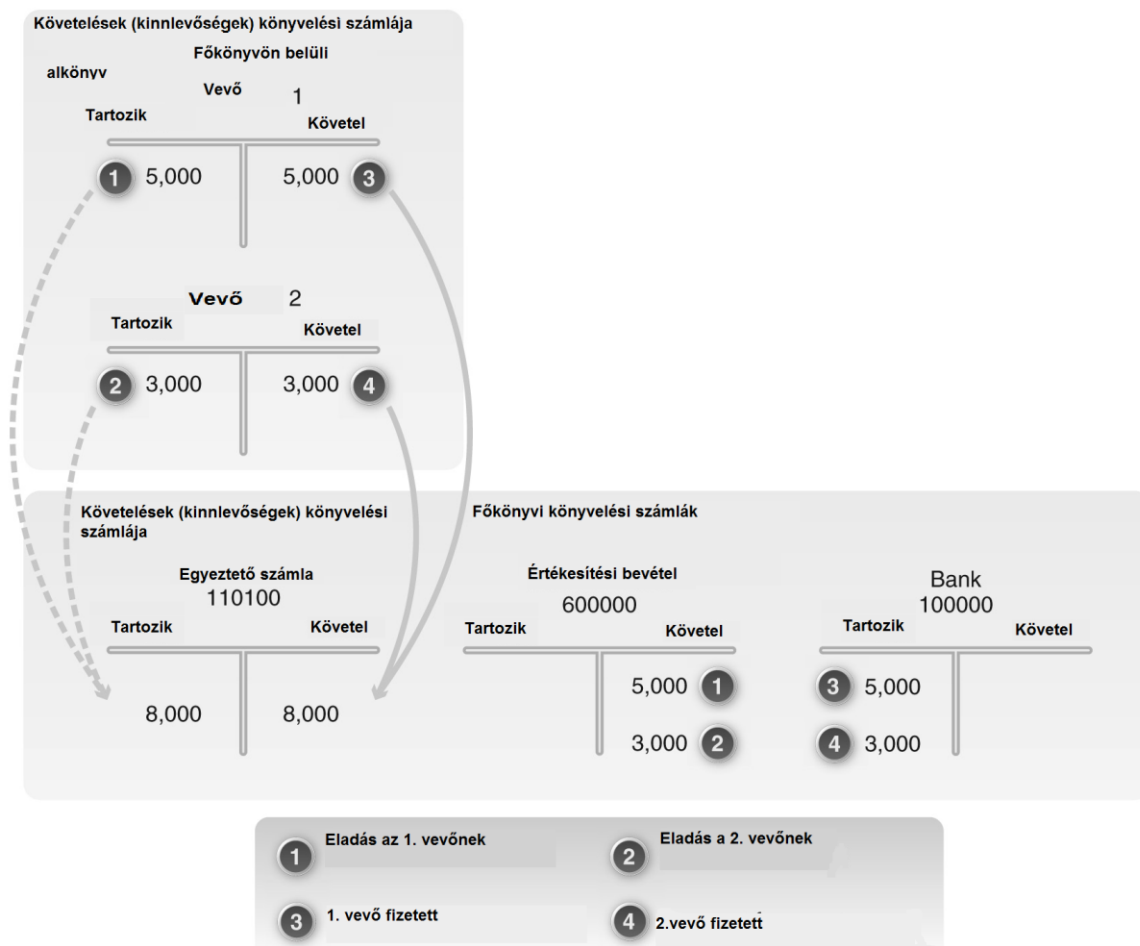 Követelések (kinnlevőségek) könyvelési számlája
Főkönyvön belüli
alkönyv
Vevő 1
Tartozik Követel
1 5,000 5,000 3
Vevő 2
Tartozik Követel
2 3,000 3,000 4
Követelések (kinnlevőségek) könyvelési
számlája
Főkönyvi könyvelési számlák
Egyeztető számla
110100
Tartozik Követel
8,000 8,000
Értékesítési bevétel
600000
Tartozik Követel
5,000 1
3,000 2
Bank
100000
Tartozik Követel
3 5,000
4 3,000
1 Eladás az 1. vevőnek
2 Eladás a 2. vevőnek
3 1. vevő fizetett
4 2.vevő fizetett